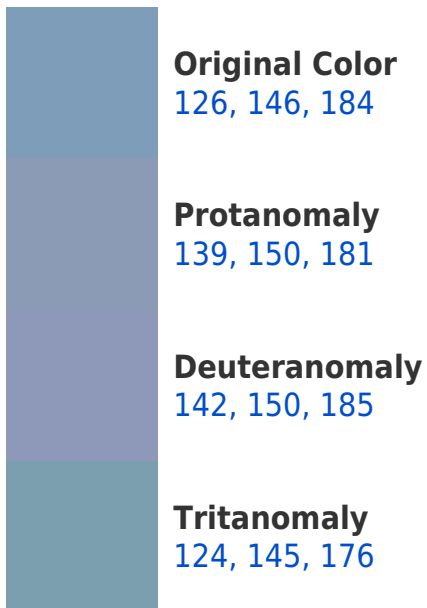 Original Color
126, 146, 184
Protanomaly
139, 150, 181
Deuteranomaly
142, 150, 185
Tritanomaly
124, 145, 176